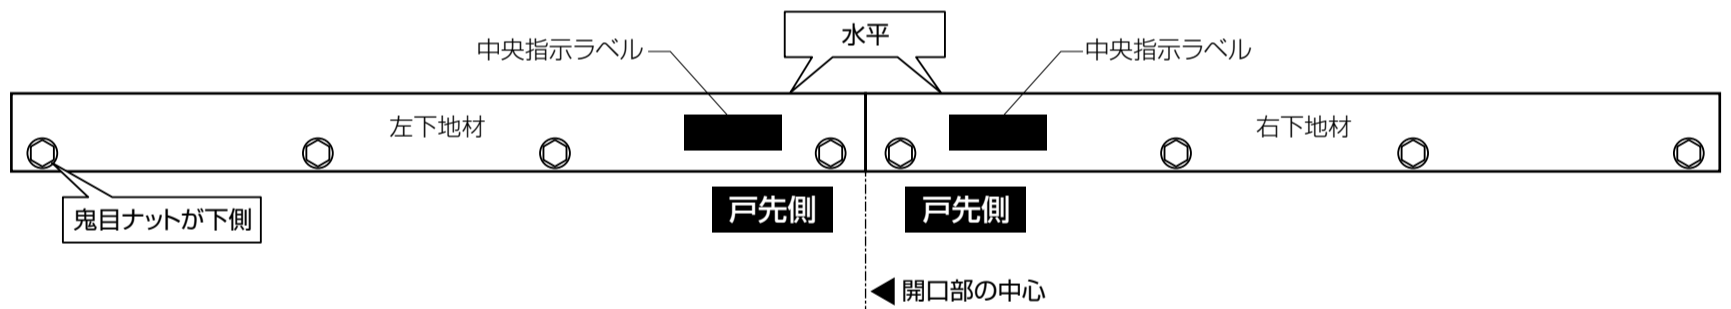 水平
中央指示ラベル
中央指示ラベル
左下地材
右下地材
鬼目ナットが下側
戸先側
戸先側
開口部の中心